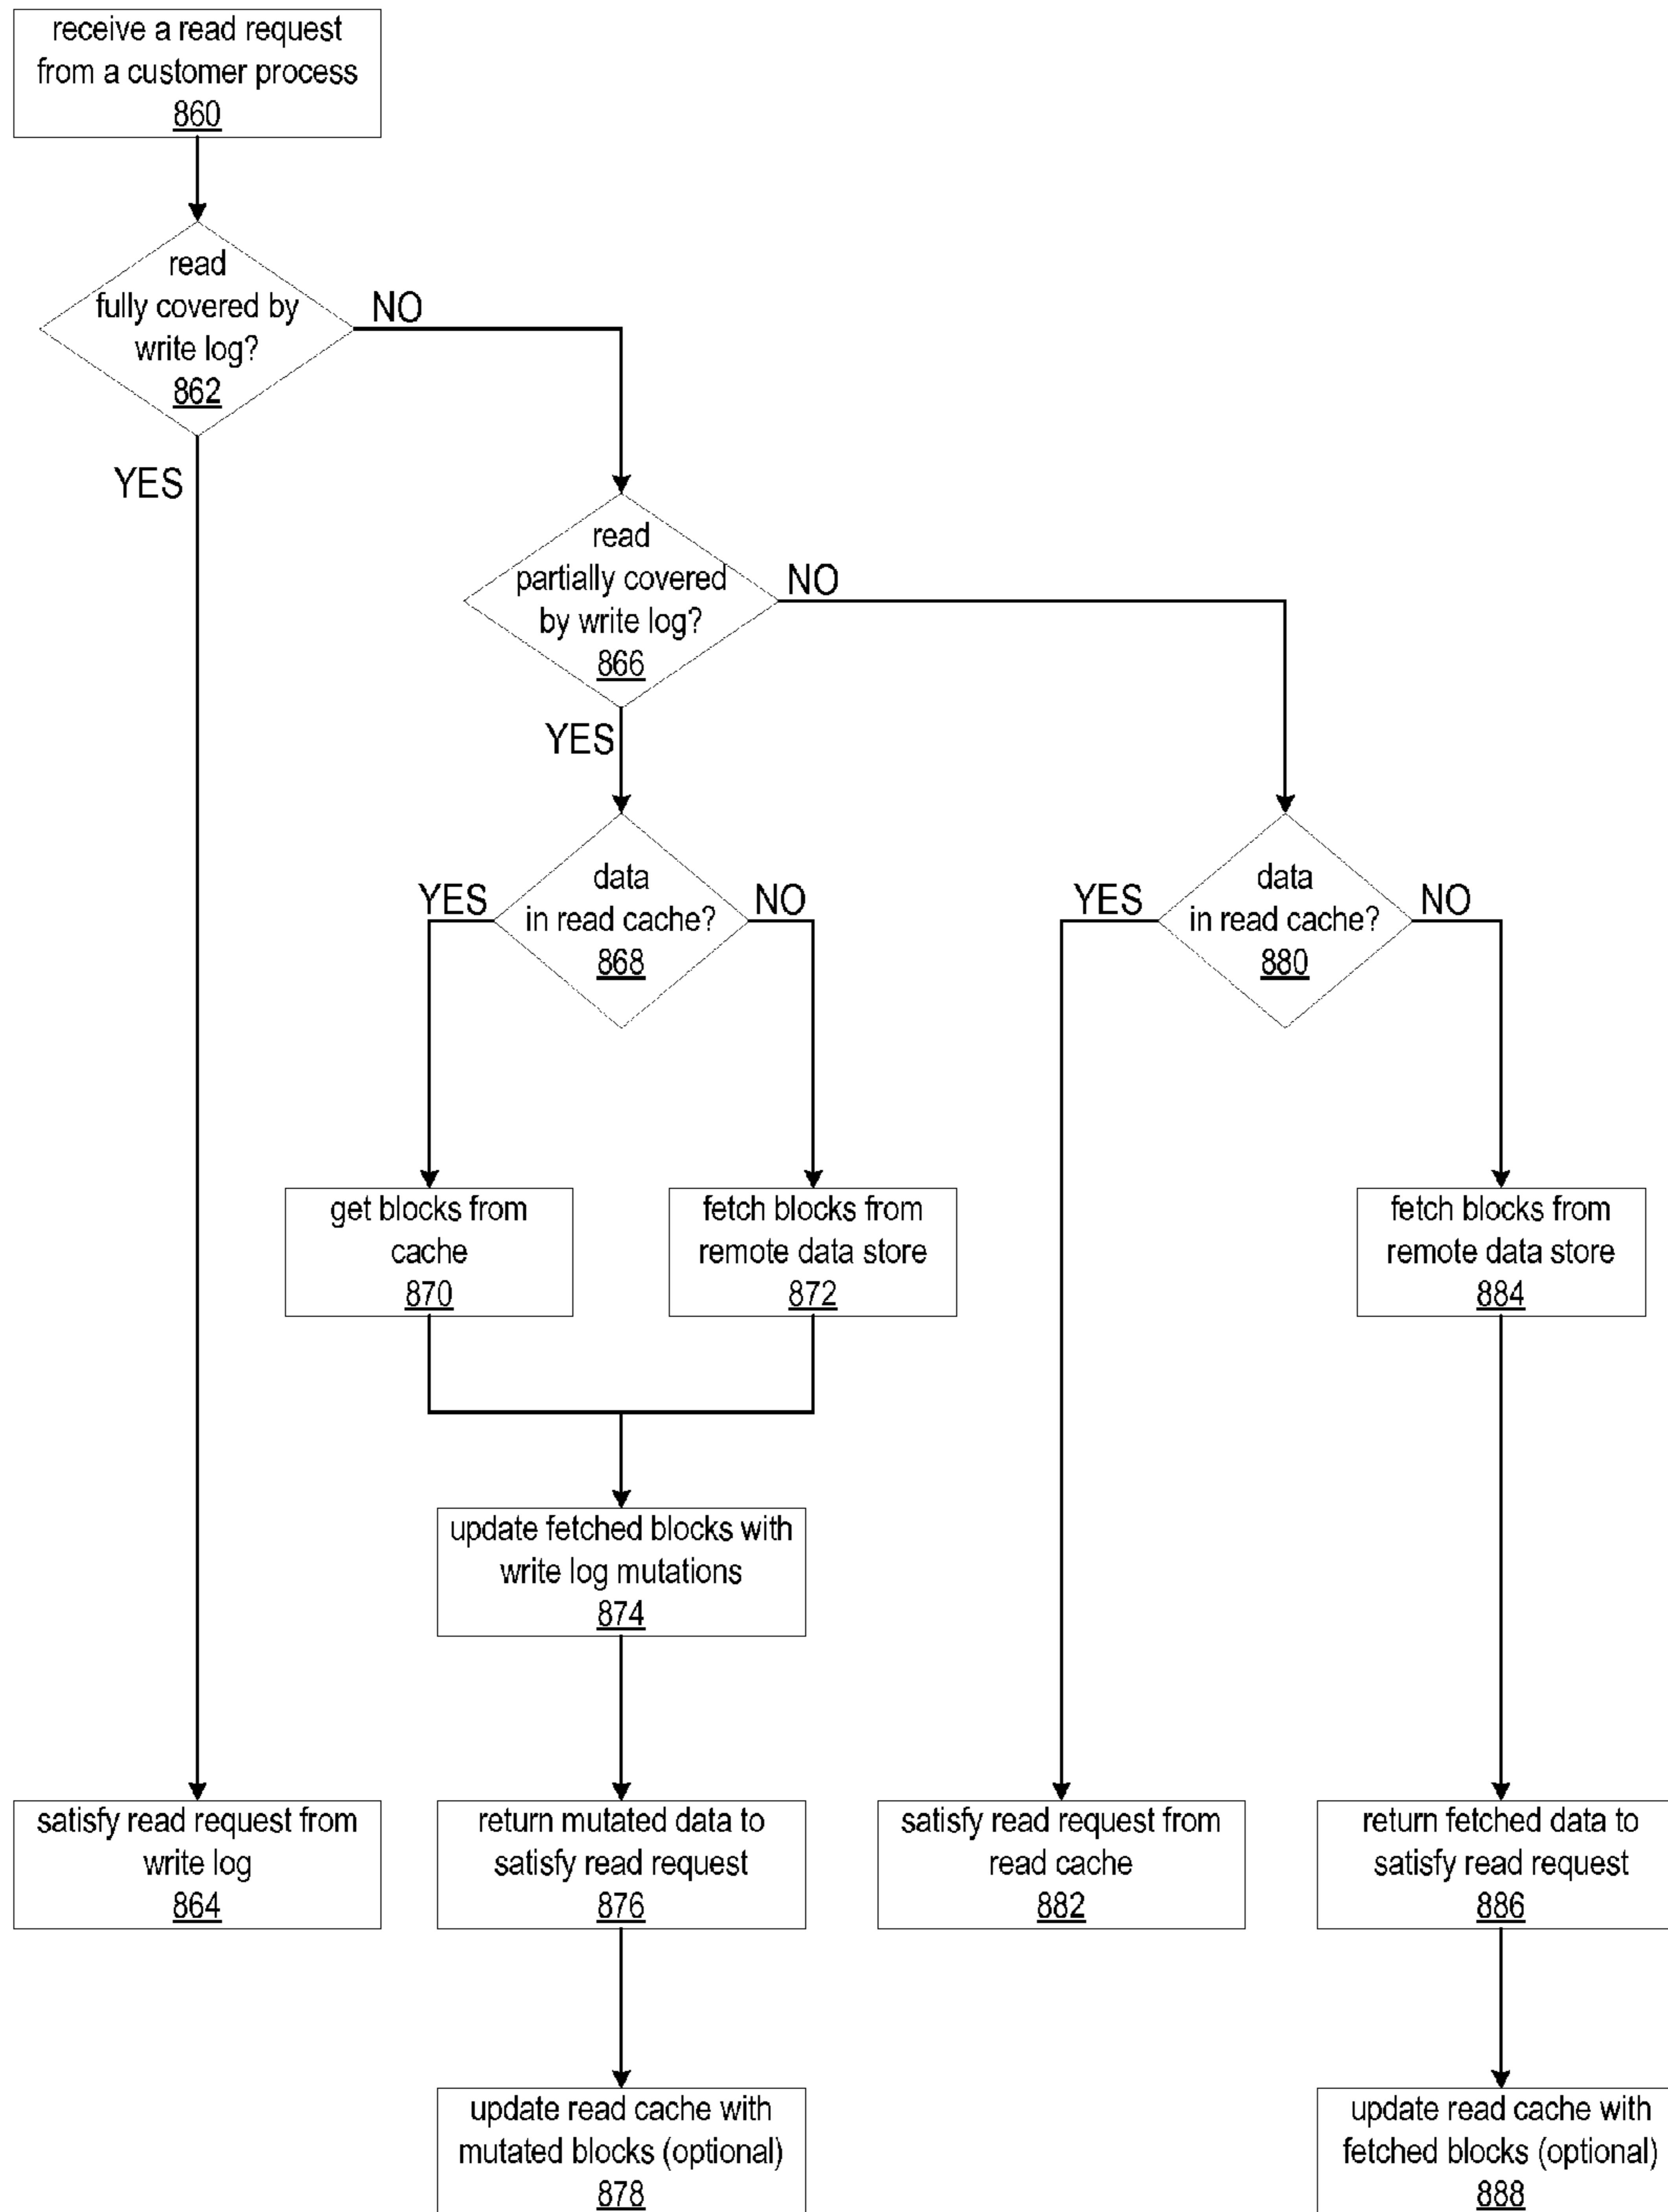 receive a read request
from a customer process
860
read
fully covered by
write log?
862
NO
YES
read
partially covered
by write log?
866
NO
YES
data
in read cache?
868
YES
NO
data
in read cache?
880
YES
NO
get blocks from
cache
870
fetch blocks from
remote data store
872
fetch blocks from
remote data store
884
update fetched blocks with
write log mutations
874
satisfy read request from
write log
864
return mutated data to
satisfy read request
876
satisfy read request from
read cache
882
return fetched data to
satisfy read request
886
update read cache with
mutated blocks (optional)
878
update read cache with
fetched blocks (optional)
888